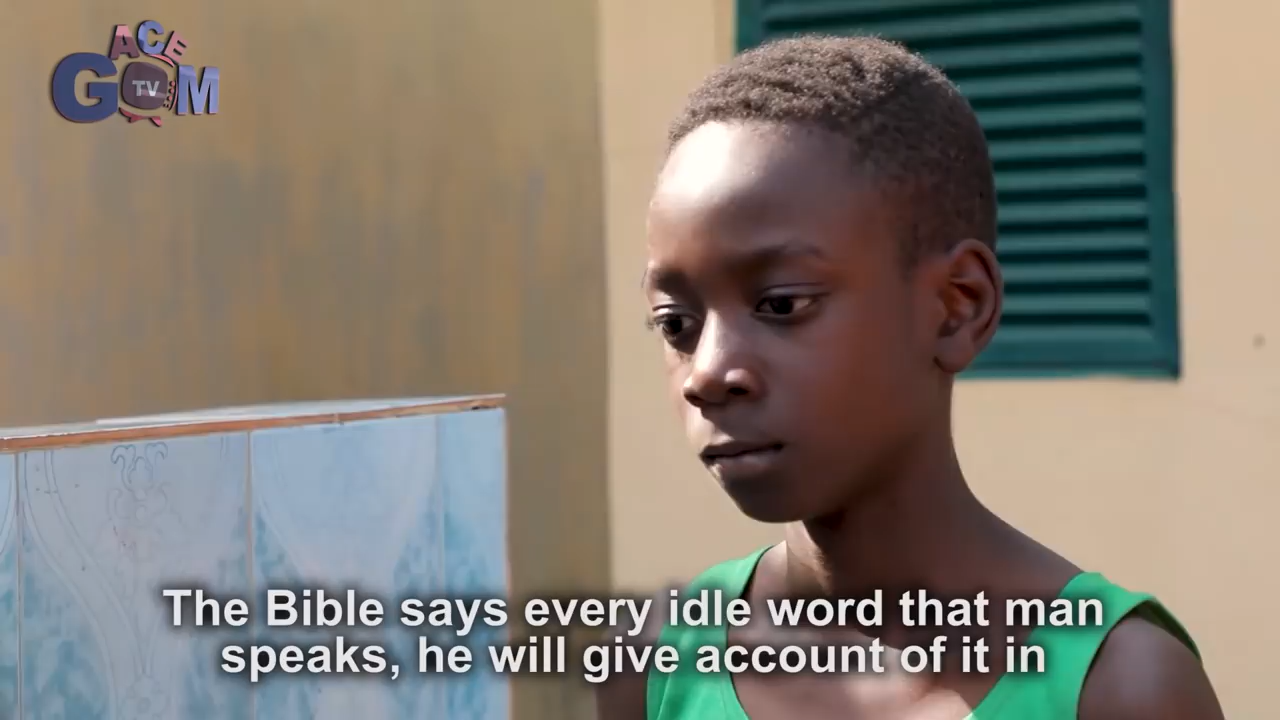 ACE
GOM
TV
The Bible says every idle word that man
speaks, he will give account of it in